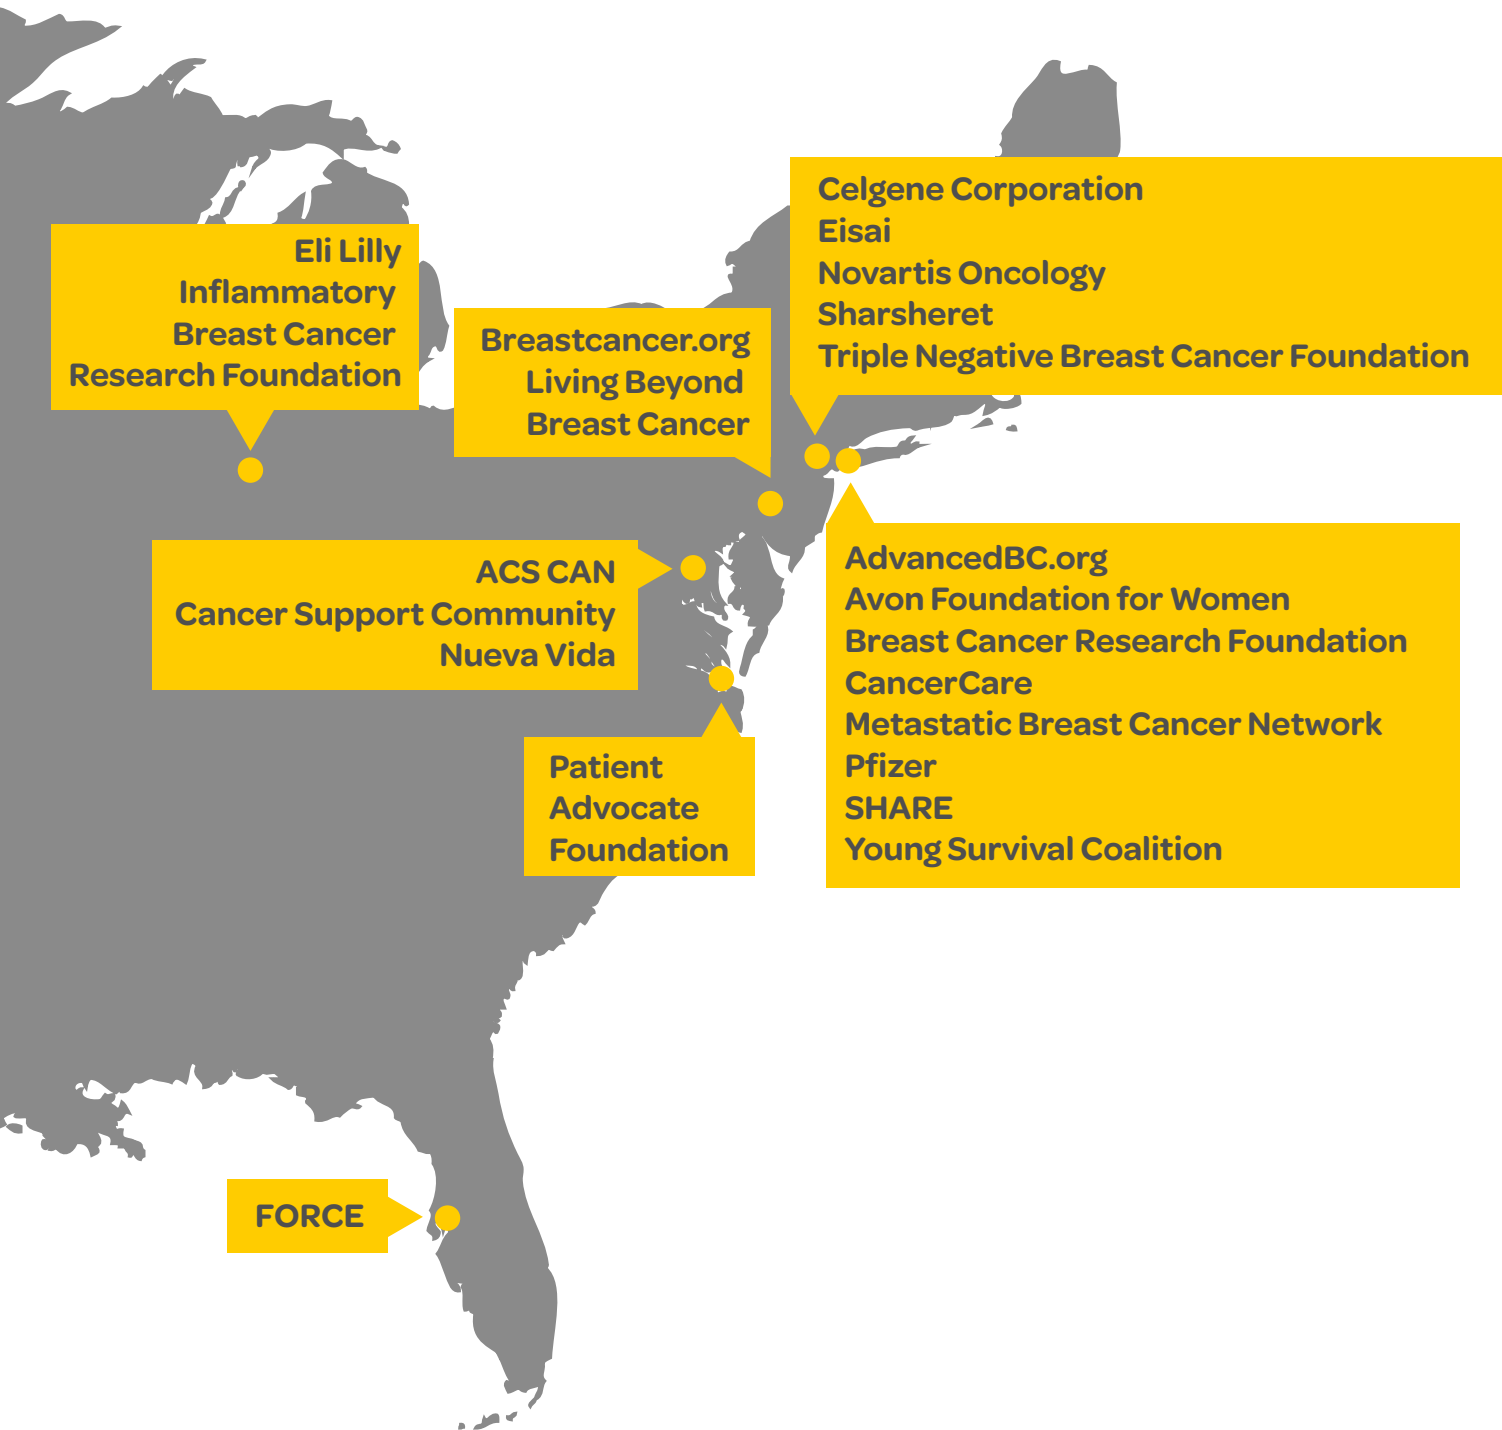 Celgene Corporation
Eisai
Novartis Oncology
Sharsheret
Triple Negative Breast Cancer Foundation
Eli Lilly
Inflammatory
Breast Cancer
Research Foundation
Breastcancer.org
Living Beyond
Breast Cancer
ACS CAN
Cancer Support Community
Nueva Vida
AdvancedBC.org
Avon Foundation for Women
Breast Cancer Research Foundation
CancerCare
Metastatic Breast Cancer Network
Pfizer
SHARE
Young Survival Coalition
Patient
Advocate
Foundation
FORCE